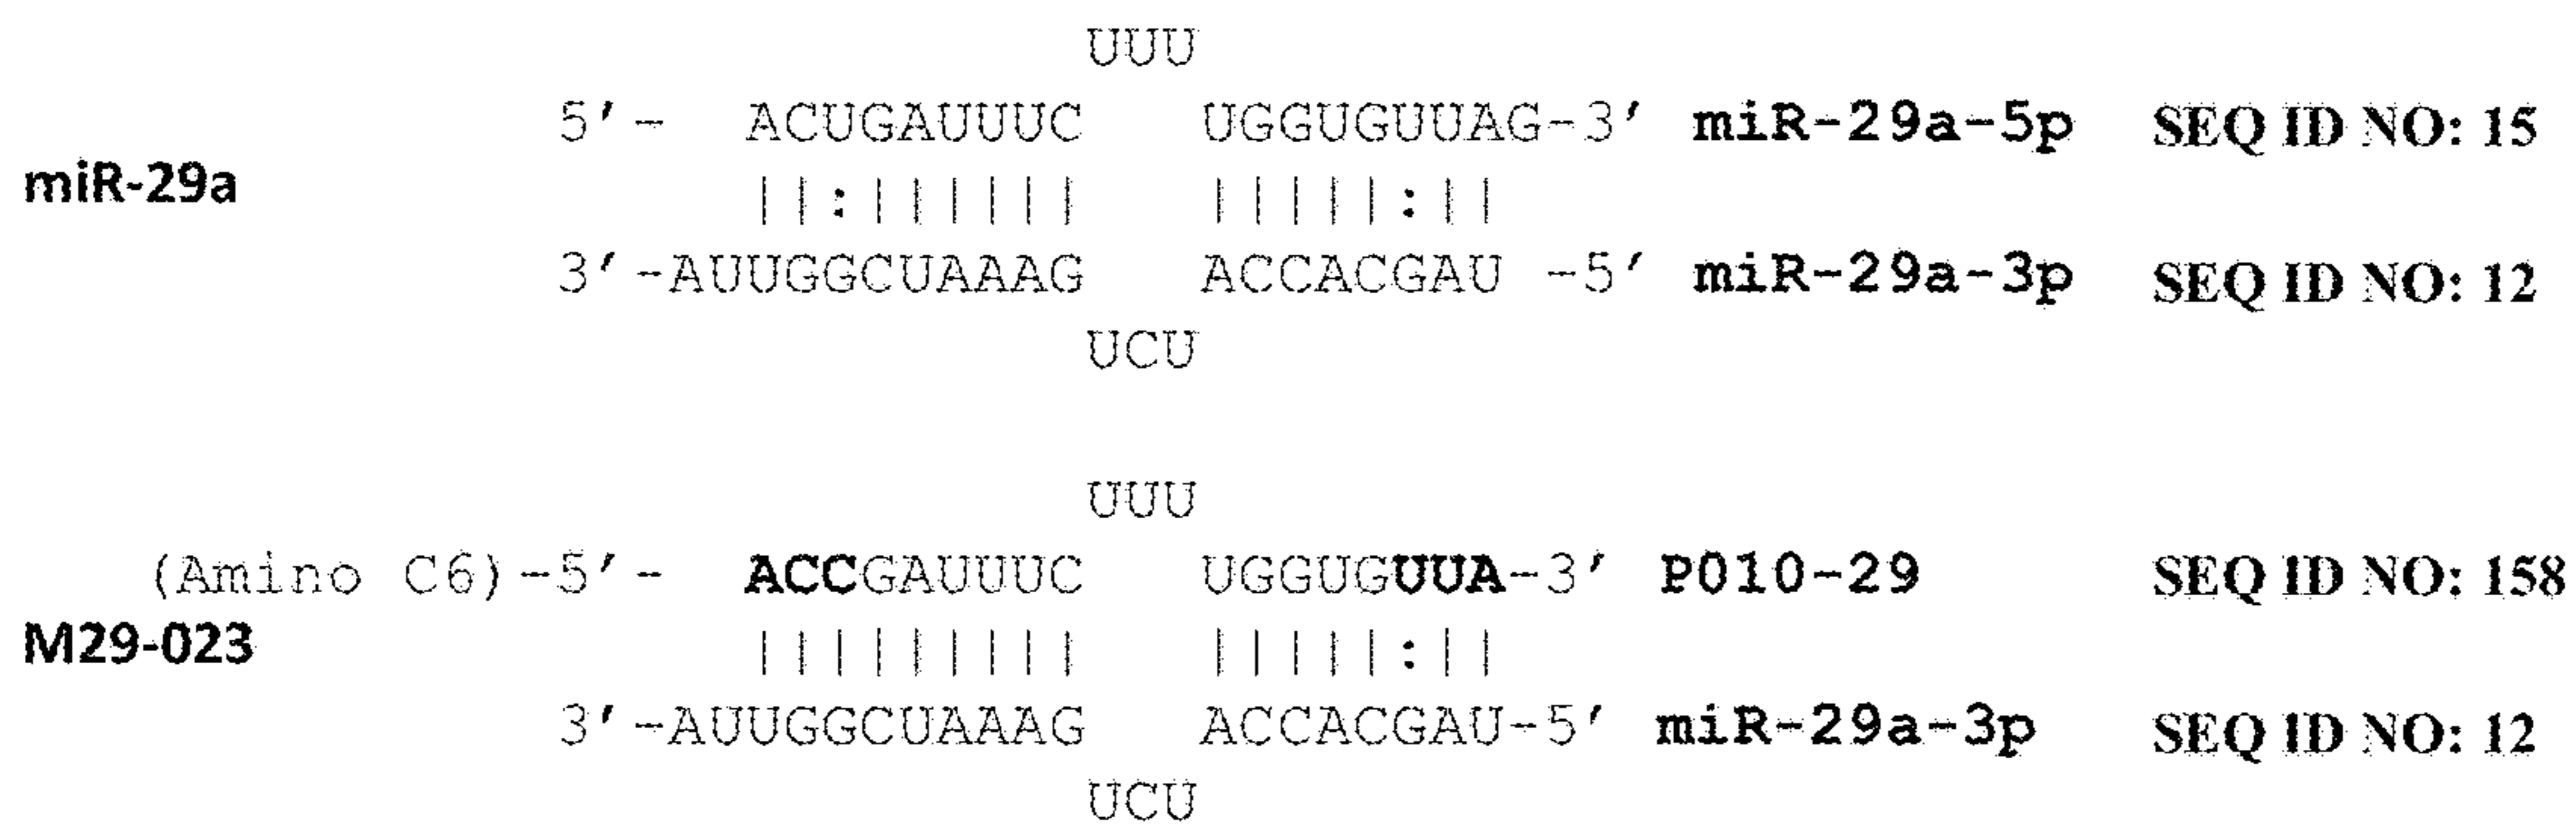 UUU
5′- ACUGAUUUC UGGUGUUAG-3′ miR-29a-5p SEQ ID NO: 15
miR-29a ||:|||||| |||||:||
3′-AUUGGCUAAAG ACCACGAU -5′ miR-29a-3p SEQ ID NO: 12
UCU
UUU
(Amino C6)-5′- ACCGAUUUC UGGUGUUA-3′ P010-29 SEQ ID NO: 158
M29-023 ||||||||| |||||:||
3′-AUUGGCUAAAG ACCACGAU-5′ miR-29a-3p SEQ ID NO: 12
UCU